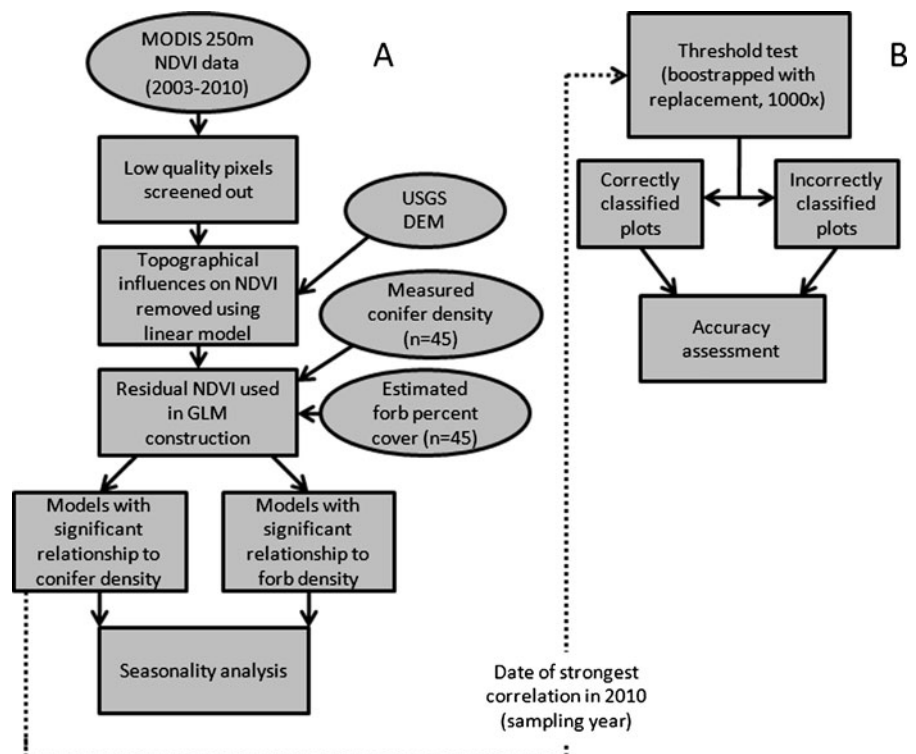 MODIS 250m
NDVI data
(2003-2010)
A
Low quality pixels
screened out
USGS
DEM
Topographical
influences on NDVI
removed using
linear model
Measured
conifer density
(n=45)
Residual NDVI used
in GLM
construction
Estimated
forb percent
cover (n=45)
Models with
significant
relationship to
conifer density
Models with
significant
relationship to
forb density
Seasonality analysis
Date of strongest
correlation in 2010
(sampling year)
B
Threshold test
(boostrapped with
replacement, 1000x)
Correctly
classified
plots
Incorrectly
classified
plots
Accuracy
assessment